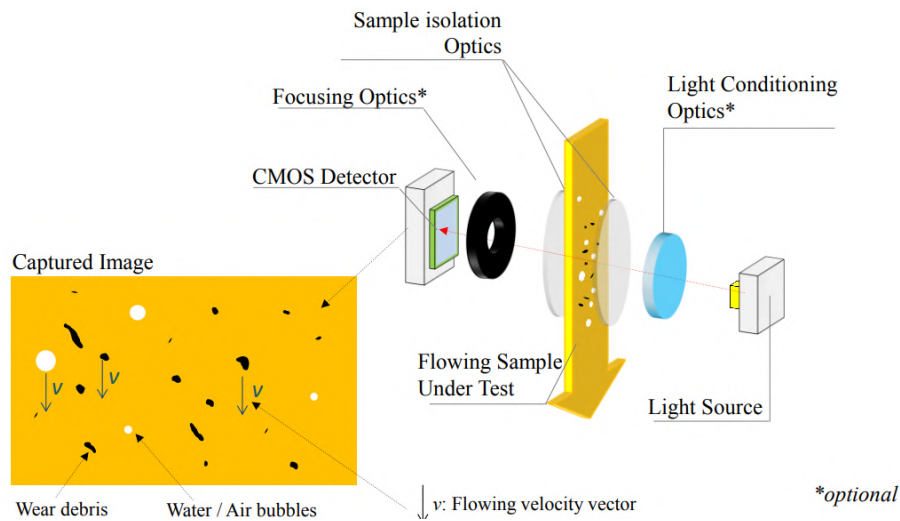 Sample isolation
Optics
Focusing Optics*
Light Conditioning
Optics*
CMOS Detector
Captured Image
v
v
v
Flowing Sample
Under Test
Light Source
Wear debris
Water / Air bubbles
v: Flowing velocity vector
*optional